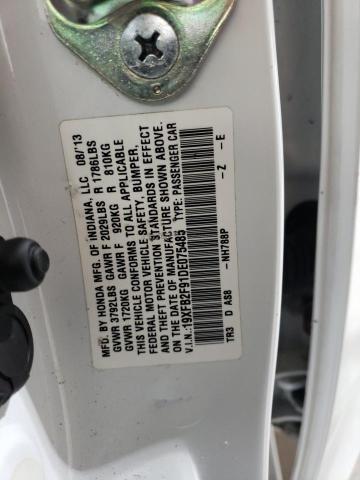 MFD. BY HONDA MFG. OF INDIANA, LLC 08/'13
GVWR 3792LBS GAWR F 2029LBS R 1786LBS
GVWR 1720KG GAWR F 920KG R 810KG
THIS VEHICLE CONFORMS TO ALL APPLICABLE
FEDERAL MOTOR VEHICLE SAFETY, BUMPER,
AND THEFT PREVENTION STANDARDS IN EFFECT
ON THE DATE OF MANUFACTURE SHOWN ABOVE.
V.I.N.: 19XFB2F91DE075485 TYPE: PASSENGER CAR
NH788P - Z - E
TR3 D AS8